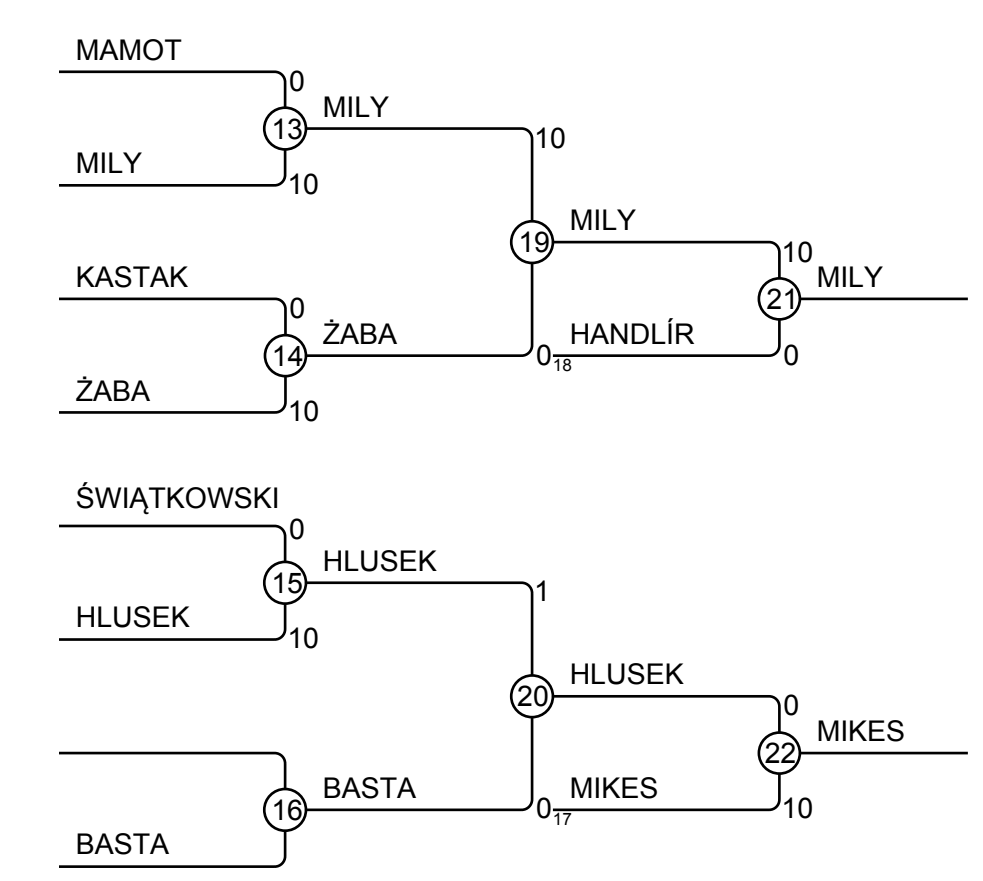 MAMOT
0
13
MILY
10
MILY
10
19
MILY
10
KASTAK
0
14
ŻABA
0
ŻABA
10
18
HANDLÍR
0
21
MILY
ŚWIĄTKOWSKI
0
15
HLUSEK
1
HLUSEK
10
20
HLUSEK
0
16
BASTA
0
BASTA
17
MIKES
10
22
MIKES